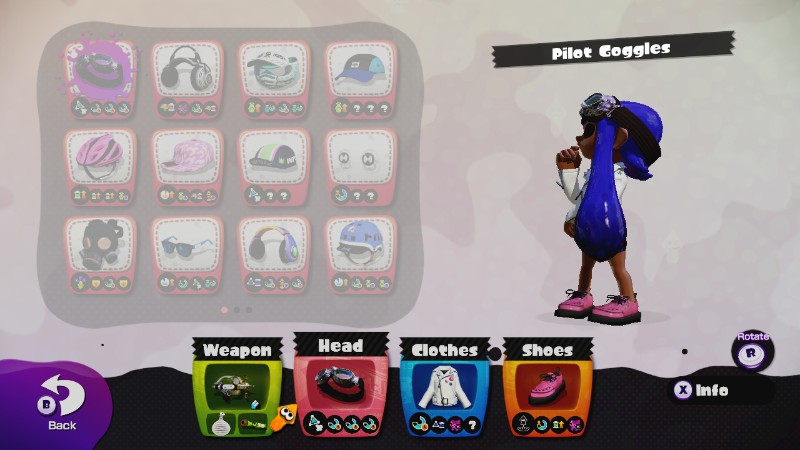 Pilot Goggles
? ? ?
? ?
? ?
Weapon
Head
Clothes
Shoes
?
Rotate
R
X Info
B
Back